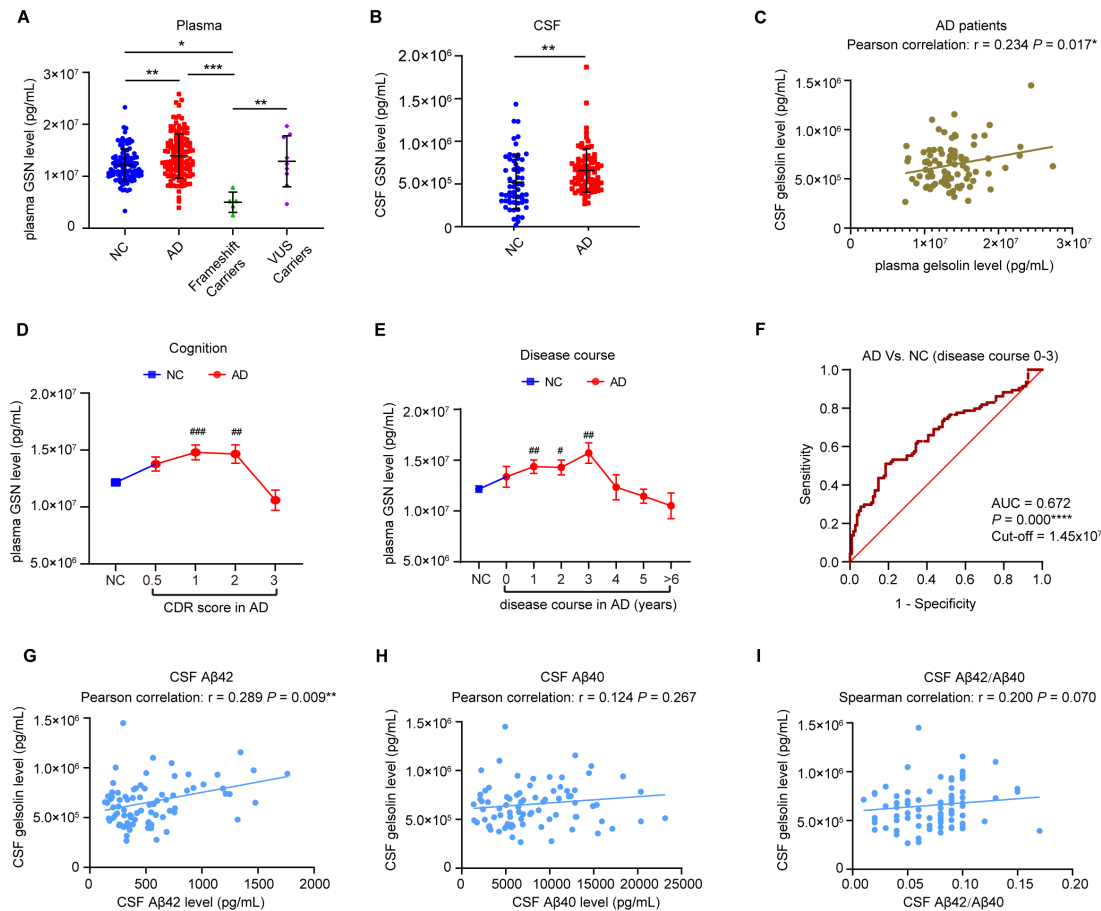 A
Plasma
*
**
***
**
plasma GSN level (pg/mL)
3×10⁷
2×10⁷
1×10⁷
0
NC
AD
Frameshift
Carriers
VUS
Carriers
B
CSF
**
CSF GSN level (pg/mL)
2.0×10⁶
1.5×10⁶
1.0×10⁶
5.0×10⁵
0
NC
AD
C
AD patients
Pearson correlation: r = 0.234 P = 0.017*
CSF gelsolin level (pg/mL)
1.5×10⁶
1.0×10⁶
5.0×10⁵
0
0
1×10⁷
2×10⁷
3×10⁷
plasma gelsolin level (pg/mL)
D
Cognition
NC
AD
plasma GSN level (pg/mL)
2.0×10⁷
1.5×10⁷
1.0×10⁷
5.0×10⁶
###
##
NC
0.5
1
2
3
CDR score in AD
E
Disease course
NC
AD
plasma GSN level (pg/mL)
2.0×10⁷
1.5×10⁷
1.0×10⁷
5.0×10⁶
##
#
##
NC
0
1
2
3
4
5
>6
disease course in AD (years)
F
AD Vs. NC (disease course 0-3)
Sensitivity
1.0
0.8
0.6
0.4
0.2
0.0
AUC = 0.672
P = 0.000****
Cut-off = 1.45x10⁷
0.0
0.2
0.4
0.6
0.8
1.0
1 - Specificity
G
CSF Aβ42
Pearson correlation: r = 0.289 P = 0.009**
CSF gelsolin level (pg/mL)
1.5×10⁶
1.0×10⁶
5.0×10⁵
0
0
500
1000
1500
2000
CSF Aβ42 level (pg/mL)
H
CSF Aβ40
Pearson correlation: r = 0.124 P = 0.267
CSF gelsolin level (pg/mL)
1.5×10⁶
1.0×10⁶
5.0×10⁵
0
0
5000
10000
15000
20000
25000
CSF Aβ40 level (pg/mL)
I
CSF Aβ42/Aβ40
Spearman correlation: r = 0.200 P = 0.070
CSF gelsolin level (pg/mL)
1.5×10⁶
1.0×10⁶
5.0×10⁵
0
0.00
0.05
0.10
0.15
0.20
CSF Aβ42/Aβ40